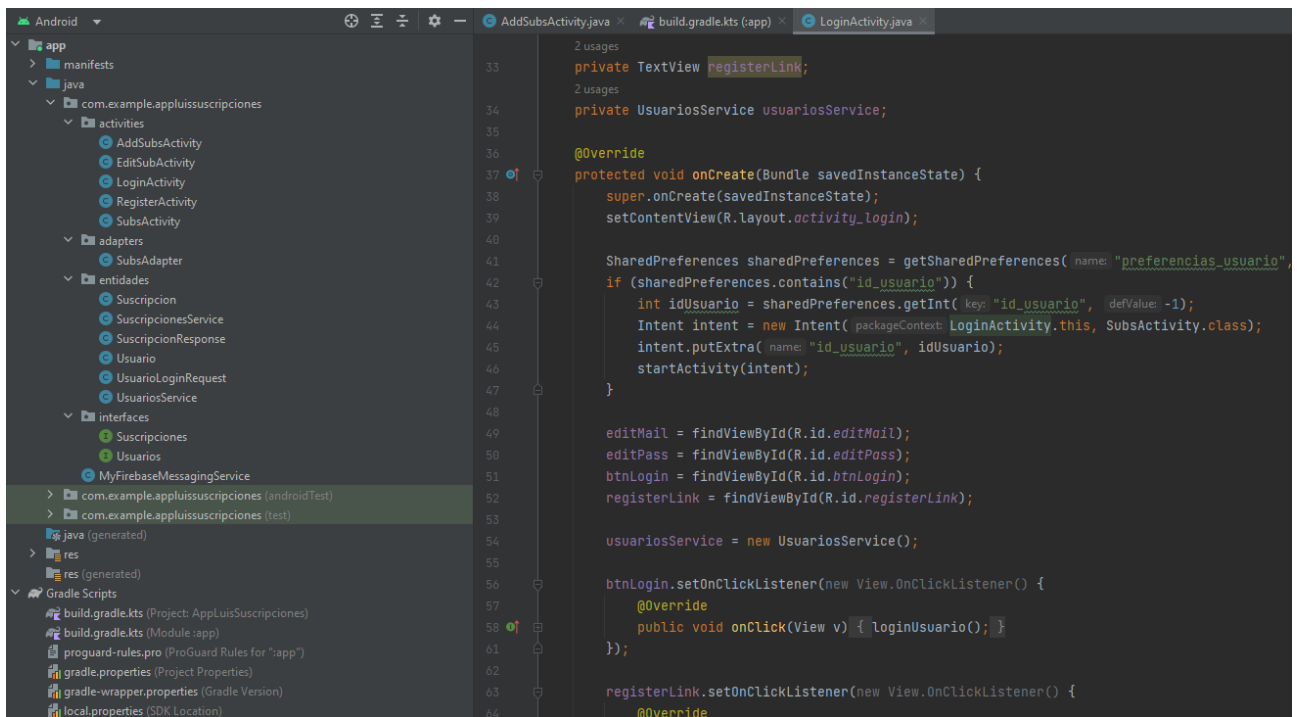 Android
app
manifests
java
com.example.appluissuscripciones
activities
AddSubsActivity
EditSubActivity
LoginActivity
RegisterActivity
SubsActivity
adapters
SubsAdapter
entidades
Suscripcion
SuscripcionesService
SuscripcionResponse
Usuario
UsuarioLoginRequest
UsuariosService
interfaces
Suscripciones
Usuarios
MyFirebaseMessagingService
com.example.appluissuscripciones (androidTest)
com.example.appluissuscripciones (test)
java (generated)
res
res (generated)
Gradle Scripts
build.gradle.kts (Project: AppLuisSuscripciones)
build.gradle.kts (Module :app)
proguard-rules.pro (ProGuard Rules for ":app")
gradle.properties (Project Properties)
gradle-wrapper.properties (Gradle Version)
local.properties (SDK Location)
AddSubsActivity.java build.gradle.kts (:app) LoginActivity.java
2 usages
33 private TextView registerLink;
2 usages
34 private UsuariosService usuariosService;
35
36 @Override
37 protected void onCreate(Bundle savedInstanceState) {
38 super.onCreate(savedInstanceState);
39 setContentView(R.layout.activity_login);
40
41 SharedPreferences sharedPreferences = getSharedPreferences( name: "preferencias_usuario",
42 if (sharedPreferences.contains("id_usuario")) {
43 int idUsuario = sharedPreferences.getInt( key: "id_usuario", defValue: -1);
44 Intent intent = new Intent( packageContext: LoginActivity.this, SubsActivity.class);
45 intent.putExtra( name: "id_usuario", idUsuario);
46 startActivity(intent);
47 }
48
49 editMail = findViewById(R.id.editMail);
50 editPass = findViewById(R.id.editPass);
51 btnLogin = findViewById(R.id.btnLogin);
52 registerLink = findViewById(R.id.registerLink);
53
54 usuariosService = new UsuariosService();
55
56 btnLogin.setOnClickListener(new View.OnClickListener() {
57 @Override
58 public void onClick(View v) { loginUsuario(); }
61 });
62
63 registerLink.setOnClickListener(new View.OnClickListener() {
64 @Override